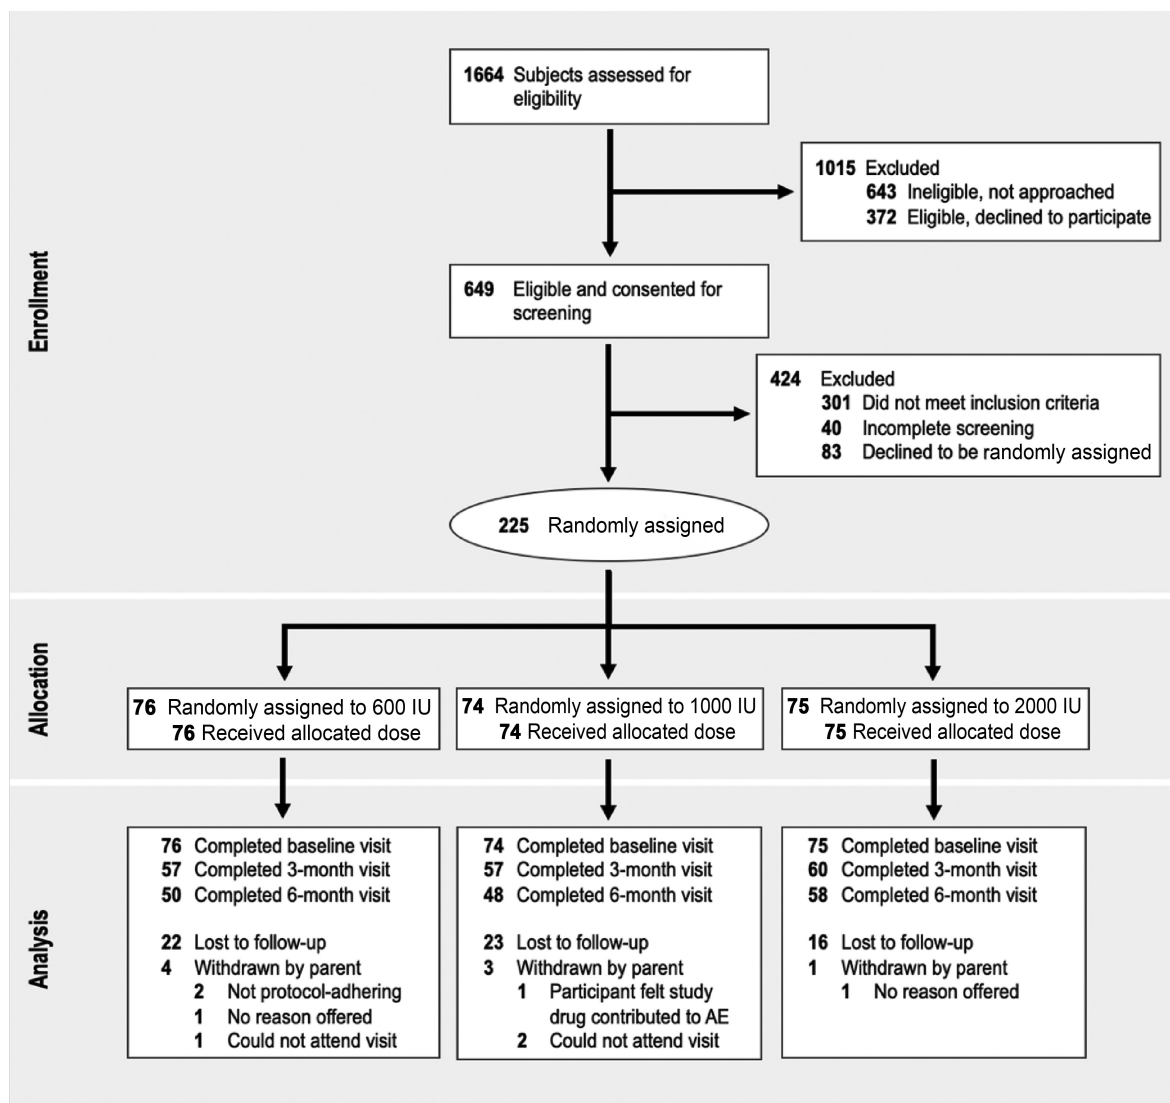 Enrollment
1664 Subjects assessed for
eligibility
1015 Excluded
643 Ineligible, not approached
372 Eligible, declined to participate
649 Eligible and consented for
screening
424 Excluded
301 Did not meet inclusion criteria
40 Incomplete screening
83 Declined to be randomly assigned
225 Randomly assigned
Allocation
76 Randomly assigned to 600 IU
76 Received allocated dose
74 Randomly assigned to 1000 IU
74 Received allocated dose
75 Randomly assigned to 2000 IU
75 Received allocated dose
Analysis
76 Completed baseline visit
57 Completed 3-month visit
50 Completed 6-month visit
22 Lost to follow-up
4 Withdrawn by parent
2 Not protocol-adhering
1 No reason offered
1 Could not attend visit
74 Completed baseline visit
57 Completed 3-month visit
48 Completed 6-month visit
23 Lost to follow-up
3 Withdrawn by parent
1 Participant felt study
drug contributed to AE
2 Could not attend visit
75 Completed baseline visit
60 Completed 3-month visit
58 Completed 6-month visit
16 Lost to follow-up
1 Withdrawn by parent
1 No reason offered